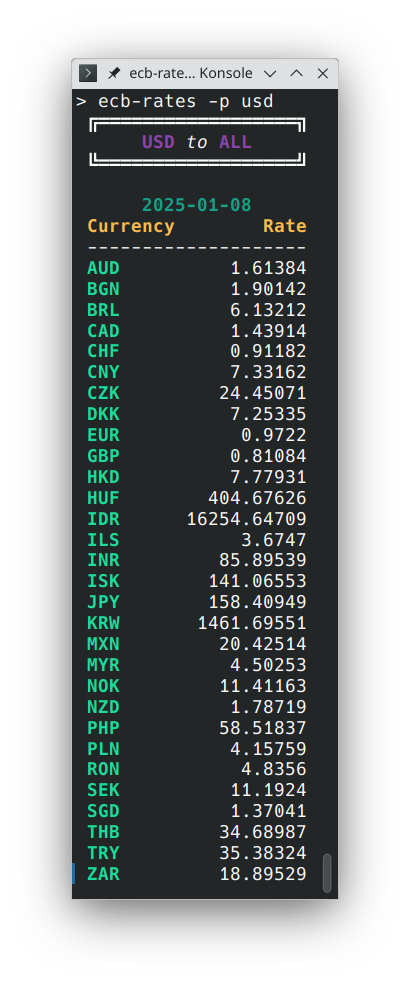 ecb-rate... Konsole
> ecb-rates -p usd
USD to ALL
2025-01-08
Currency Rate
--------------------
AUD 1.61384
BGN 1.90142
BRL 6.13212
CAD 1.43914
CHF 0.91182
CNY 7.33162
CZK 24.45071
DKK 7.25335
EUR 0.9722
GBP 0.81084
HKD 7.77931
HUF 404.67626
IDR 16254.64709
ILS 3.6747
INR 85.89539
ISK 141.06553
JPY 158.40949
KRW 1461.69551
MXN 20.42514
MYR 4.50253
NOK 11.41163
NZD 1.78719
PHP 58.51837
PLN 4.15759
RON 4.8356
SEK 11.1924
SGD 1.37041
THB 34.68987
TRY 35.38324
ZAR 18.89529